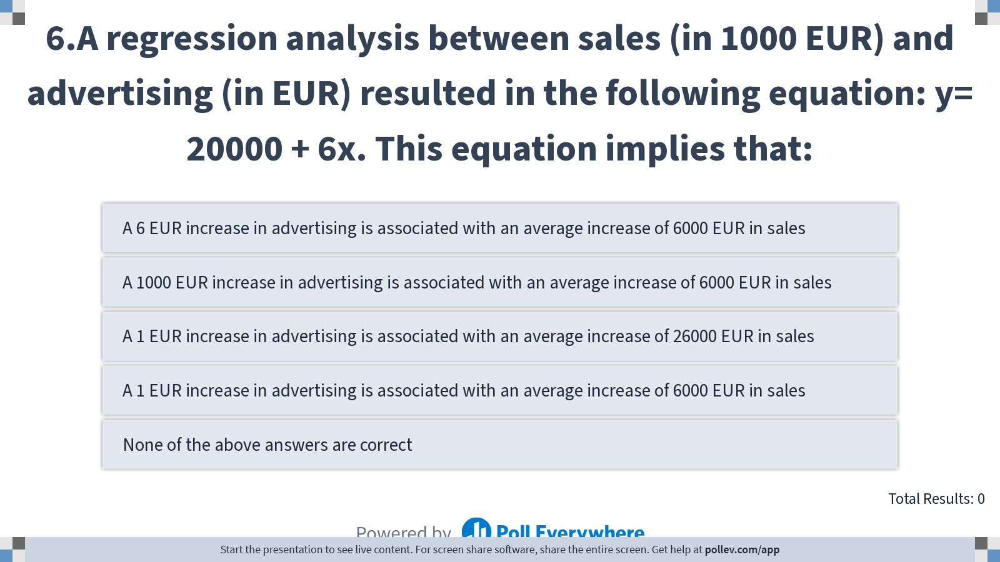 6.A regression analysis between sales (in 1000 EUR) and
advertising (in EUR) resulted in the following equation: y=
20000 + 6x. This equation implies that:
A 6 EUR increase in advertising is associated with an average increase of 6000 EUR in sales
A 1000 EUR increase in advertising is associated with an average increase of 6000 EUR in sales
A 1 EUR increase in advertising is associated with an average increase of 26000 EUR in sales
A 1 EUR increase in advertising is associated with an average increase of 6000 EUR in sales
None of the above answers are correct
Total Results: 0
Powered by Poll Everywhere
Start the presentation to see live content. For screen share software, share the entire screen. Get help at pollev.com/app